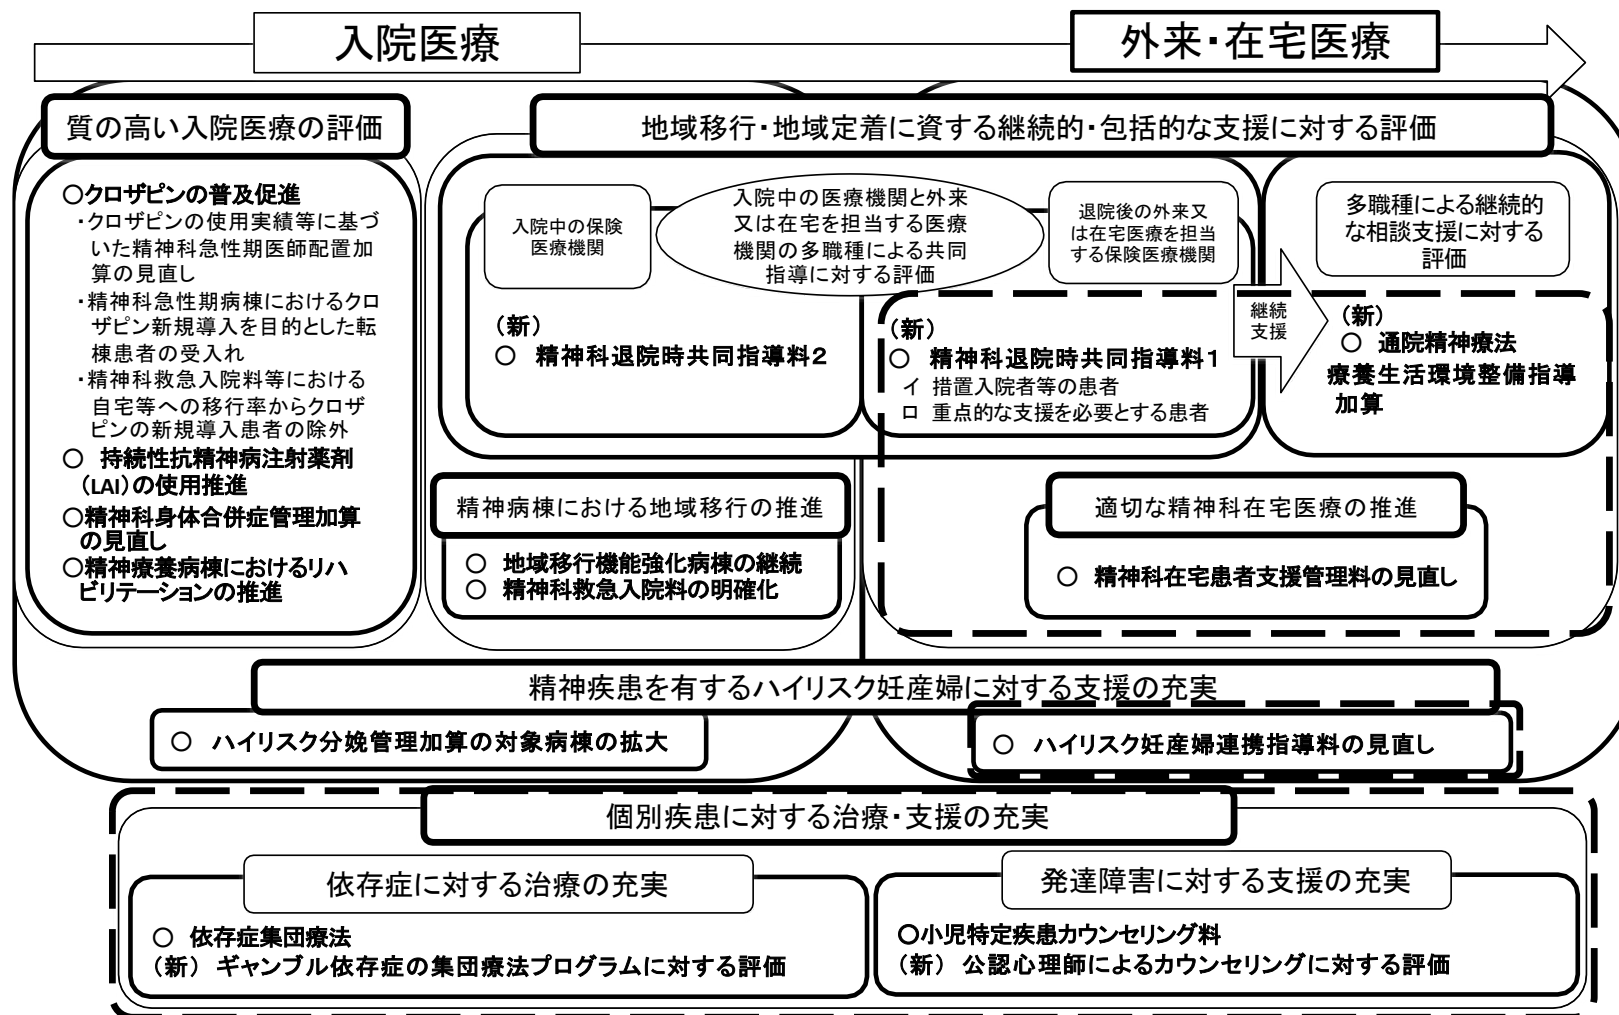 入院医療
外来・在宅医療
質の高い入院医療の評価
○クロザピンの普及促進
・クロザピンの使用実績等に基づ
いた精神科急性期医師配置加
算の見直し
・精神科急性期病棟におけるクロ
ザピン新規導入を目的とした転
棟患者の受入れ
・精神科救急入院料等における
自宅等への移行率からクロザ
ピンの新規導入患者の除外
○ 持続性抗精神病注射薬剤
(LAI)の使用推進
○精神科身体合併症管理加算
の見直し
○精神療養病棟におけるリハ
ビリテーションの推進
地域移行・地域定着に資する継続的・包括的な支援に対する評価
入院中の保険
医療機関
入院中の医療機関と外来
又は在宅を担当する医療
機関の多職種による共同
指導に対する評価
退院後の外来又
は在宅医療を担当
する保険医療機関
(新)
○ 精神科退院時共同指導料2
(新)
○ 精神科退院時共同指導料1
イ 措置入院者等の患者
ロ 重点的な支援を必要とする患者
継続
支援
多職種による継続的
な相談支援に対する
評価
(新)
○ 通院精神療法
療養生活環境整備指導
加算
精神病棟における地域移行の推進
○ 地域移行機能強化病棟の継続
○ 精神科救急入院料の明確化
適切な精神科在宅医療の推進
○ 精神科在宅患者支援管理料の見直し
精神疾患を有するハイリスク妊産婦に対する支援の充実
○ ハイリスク分娩管理加算の対象病棟の拡大
○ ハイリスク妊産婦連携指導料の見直し
個別疾患に対する治療・支援の充実
依存症に対する治療の充実
○ 依存症集団療法
(新) ギャンブル依存症の集団療法プログラムに対する評価
発達障害に対する支援の充実
○小児特定疾患カウンセリング料
(新) 公認心理師によるカウンセリングに対する評価